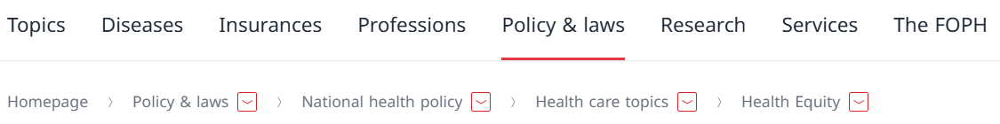 Topics Diseases Insurances Professions Policy & laws Research Services The FOPH
Homepage Policy & laws National health policy Health care topics Health Equity